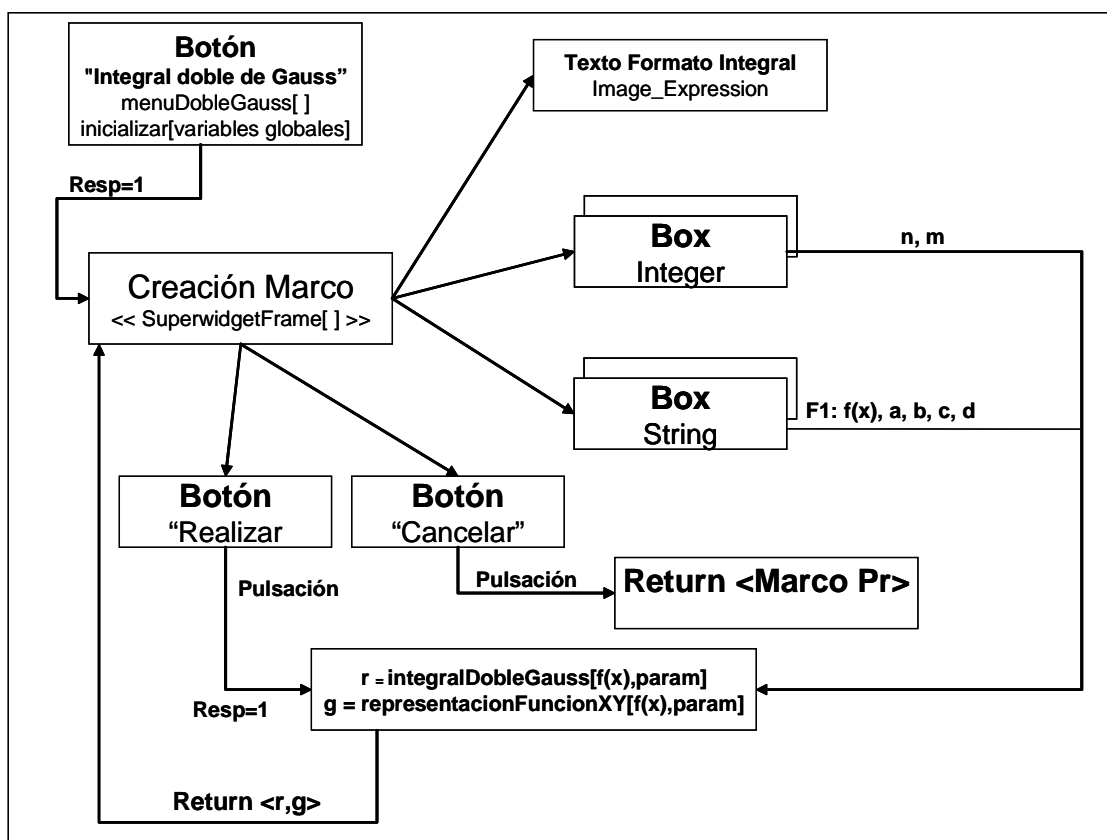 Botón
"Integral doble de Gauss”
menuDobleGauss[ ]
inicializar[variables globales]
Texto Formato Integral
Image_Expression
Resp=1
Box
Integer
n, m
Creación Marco
<< SuperwidgetFrame[ ] >>
Box
String
F1: f(x), a, b, c, d
Botón
“Realizar
Botón
“Cancelar”
Pulsación
Pulsación
Return <Marco Pr>
r = integralDobleGauss[f(x),param]
g = representacionFuncionXY[f(x),param]
Resp=1
Return <r,g>